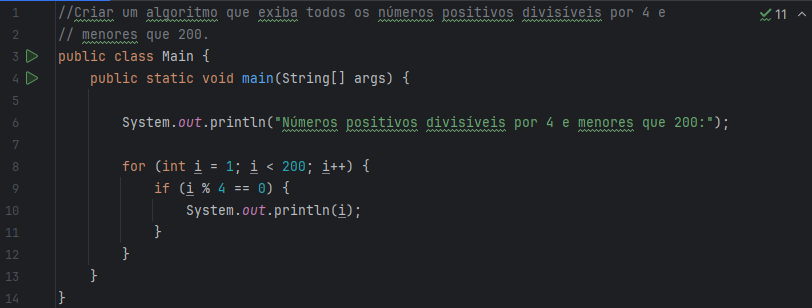 1 //Criar um algoritmo que exiba todos os números positivos divisíveis por 4 e
2 // menores que 200.
3 public class Main {
4 public static void main(String[] args) {
5
6 System.out.println("Números positivos divisíveis por 4 e menores que 200:");
7
8 for (int i = 1; i < 200; i++) {
9 if (i % 4 == 0) {
10 System.out.println(i);
11 }
12 }
13 }
14 }
11